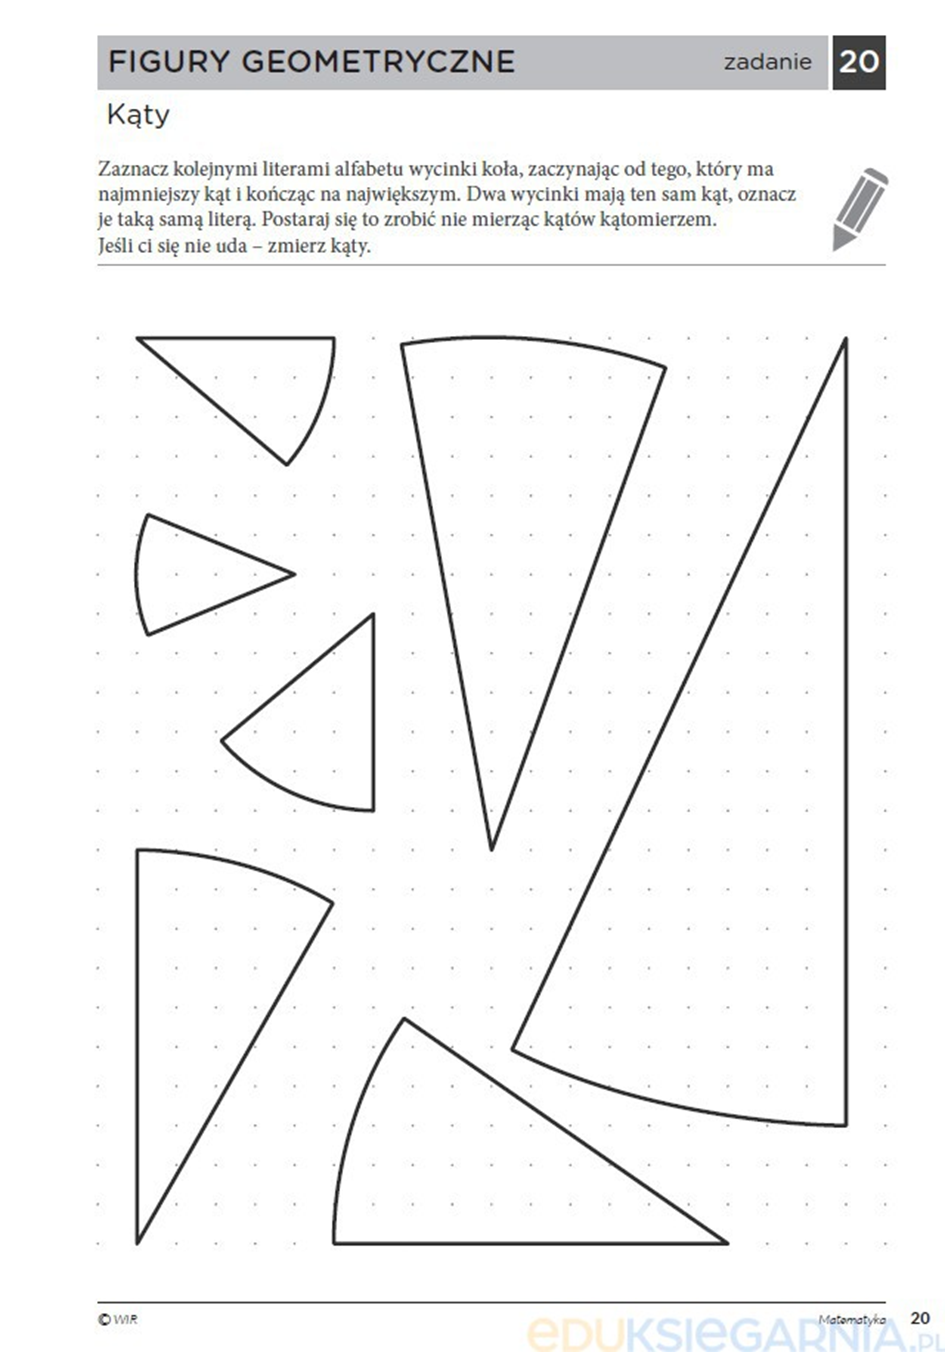 FIGURY GEOMETRYCZNE zadanie 20
Kąty
Zaznacz kolejnymi literami alfabetu wycinki koła, zaczynając od tego, który ma
najmniejszy kąt i kończąc na największym. Dwa wycinki mają ten sam kąt, oznacz
je taką samą literą. Postaraj się to zrobić nie mierząc kątów kątomierzem.
Jeśli ci się nie uda – zmierz kąty.
© WiR Matematyka 20
eDUKSIEGARNIA.PL